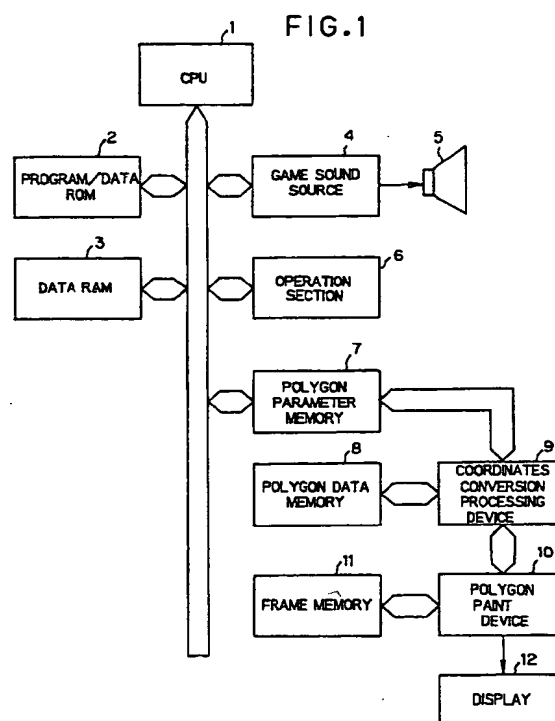 FIG.1
1
CPU
2
PROGRAM/DATA
ROM
4
GAME SOUND
SOURCE
5
3
DATA RAM
6
OPERATION
SECTION
7
POLYGON
PARAMETER
MEMORY
8
POLYGON DATA
MEMORY
9
COORDINATES
CONVERSION
PROCESSING
DEVICE
11
FRAME MEMORY
10
POLYGON
PAINT
DEVICE
12
DISPLAY